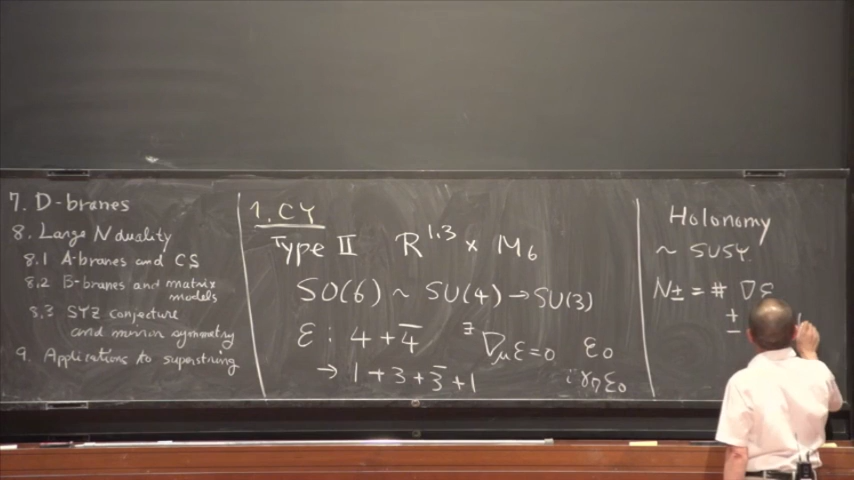 7. D-branes
8. Large N duality
8.1 A-branes and CS
8.2 B-branes and matrix
models
8.3 SYZ conjecture
and mirror symmetry
9. Applications to superstring
1. CY
Type II R^{1,3} × M_6
SO(6) ~ SU(4) → SU(3)
ε : 4 + \bar{4} ∃ ∇_μ ε = 0 ε_0
→ 1 + 3 + \bar{3} + 1 iγ_7 ε_0
Holonomy
~ SUSY
N± = # ∇ε
±